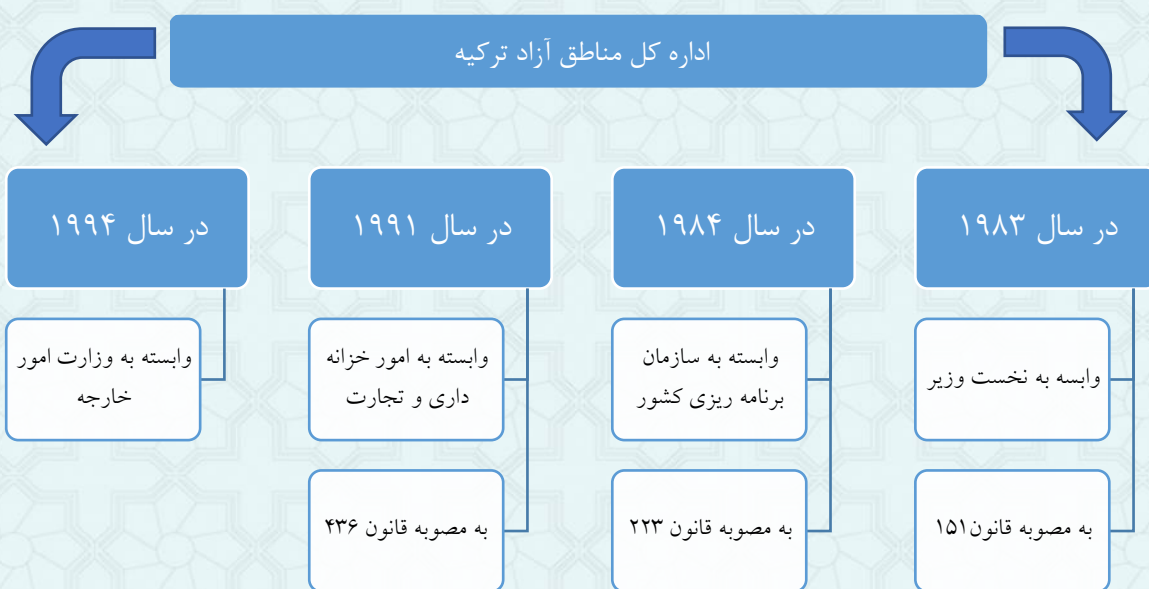 اداره کل مناطق آزاد ترکیه
در سال ۱۹۸۳
وابسه به نخست وزیر
به مصوبه قانون۱۵۱
در سال ۱۹۸۴
وابسته به سازمان
برنامه ریزی کشور
به مصوبه قانون ۲۲۳
در سال ۱۹۹۱
وابسته به امور خزانه
داری و تجارت
به مصوبه قانون ۴۳۶
در سال ۱۹۹۴
وابسته به وزارت امور
خارجه